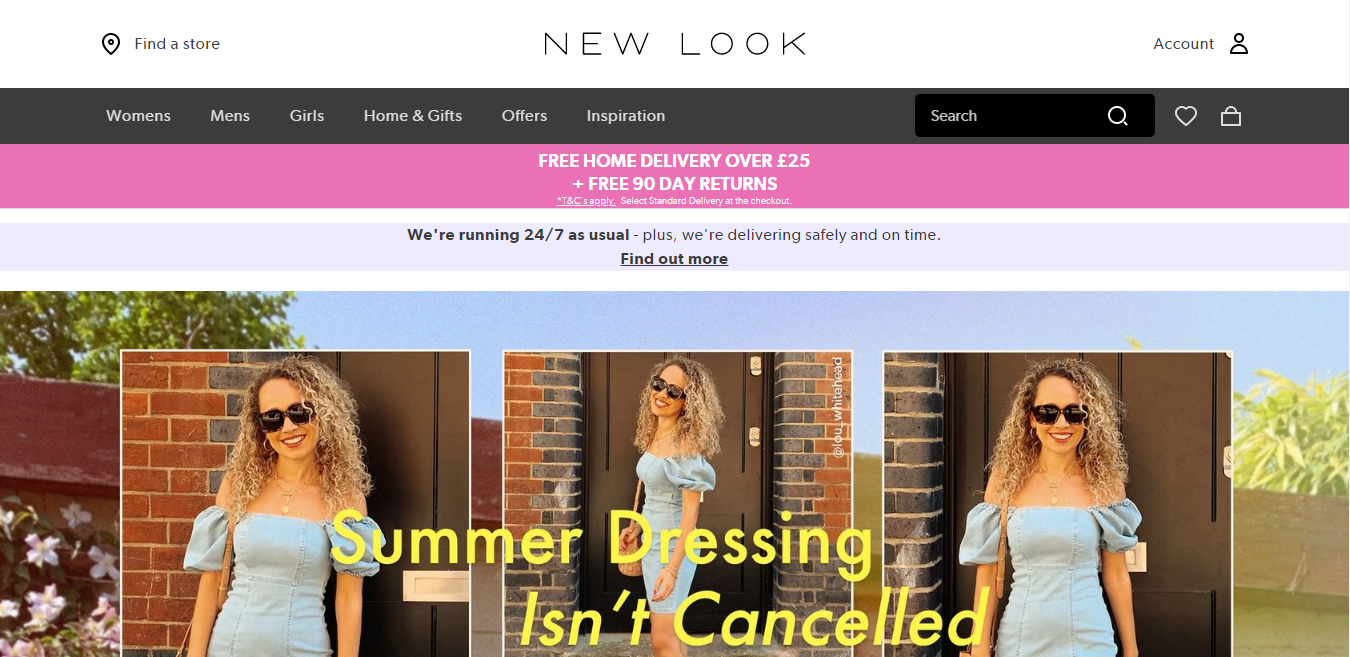 Find a store
NEW LOOK
Account
Womens
Mens
Girls
Home & Gifts
Offers
Inspiration
Search
FREE HOME DELIVERY OVER £25
+ FREE 90 DAY RETURNS
*T&C's apply. Select Standard Delivery at the checkout.
We're running 24/7 as usual - plus, we're delivering safely and on time.
Find out more
@lou_whitehead
Summer Dressing
Isn't Cancelled